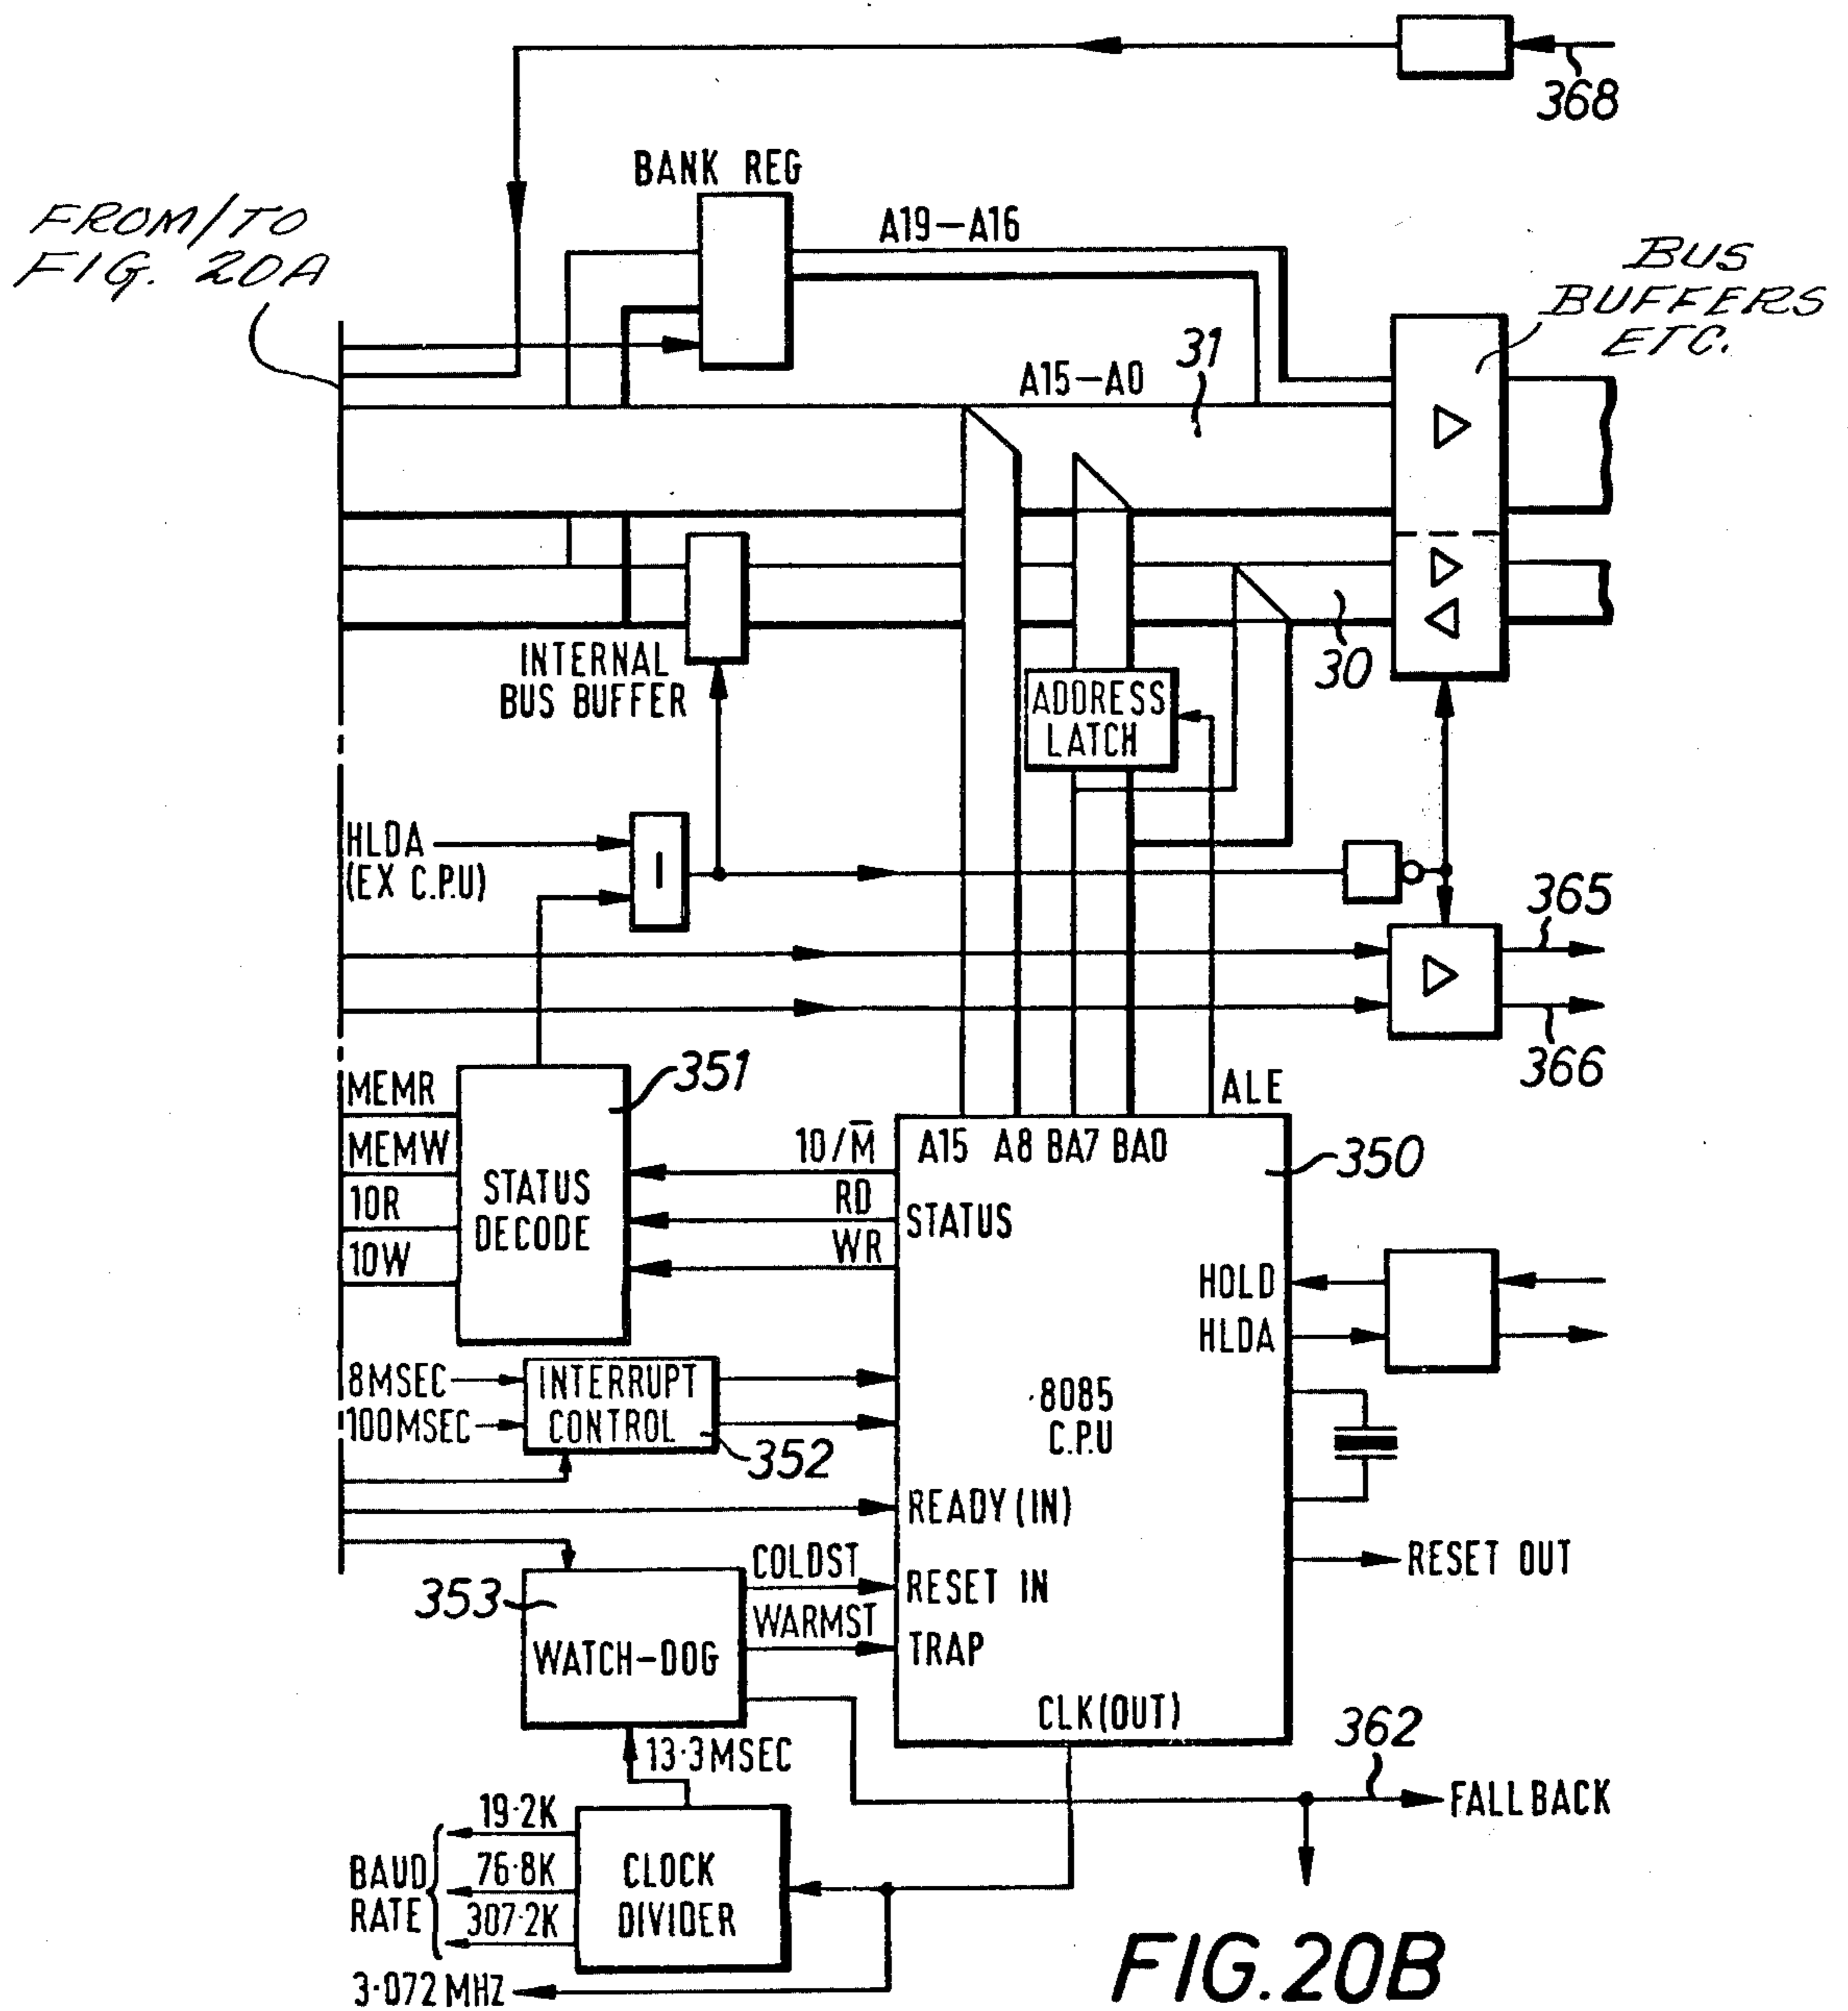 368
BANK REG
FROM/TO
FIG. 20A
A19-A16
BUS
BUFFERS
ETC.
31
A15-A0
INTERNAL
BUS BUFFER
30
ADDRESS
LATCH
HLDA
(EX C.P.U)
1
365
366
351
ALE
MEMR
MEMW
10R
10W
STATUS
DECODE
10/M̅
RD
WR
A15 A8 BA7 BA0
350
STATUS
HOLD
HLDA
8MSEC
100MSEC
INTERRUPT
CONTROL
352
8085
C.P.U
READY (IN)
COLDST
RESET IN
WARMST
TRAP
RESET OUT
353
WATCH-DOG
CLK(OUT)
362
13·3MSEC
FALLBACK
19·2K
76·8K
307·2K
BAUD
RATE
CLOCK
DIVIDER
3·072 MHZ
FIG.20B